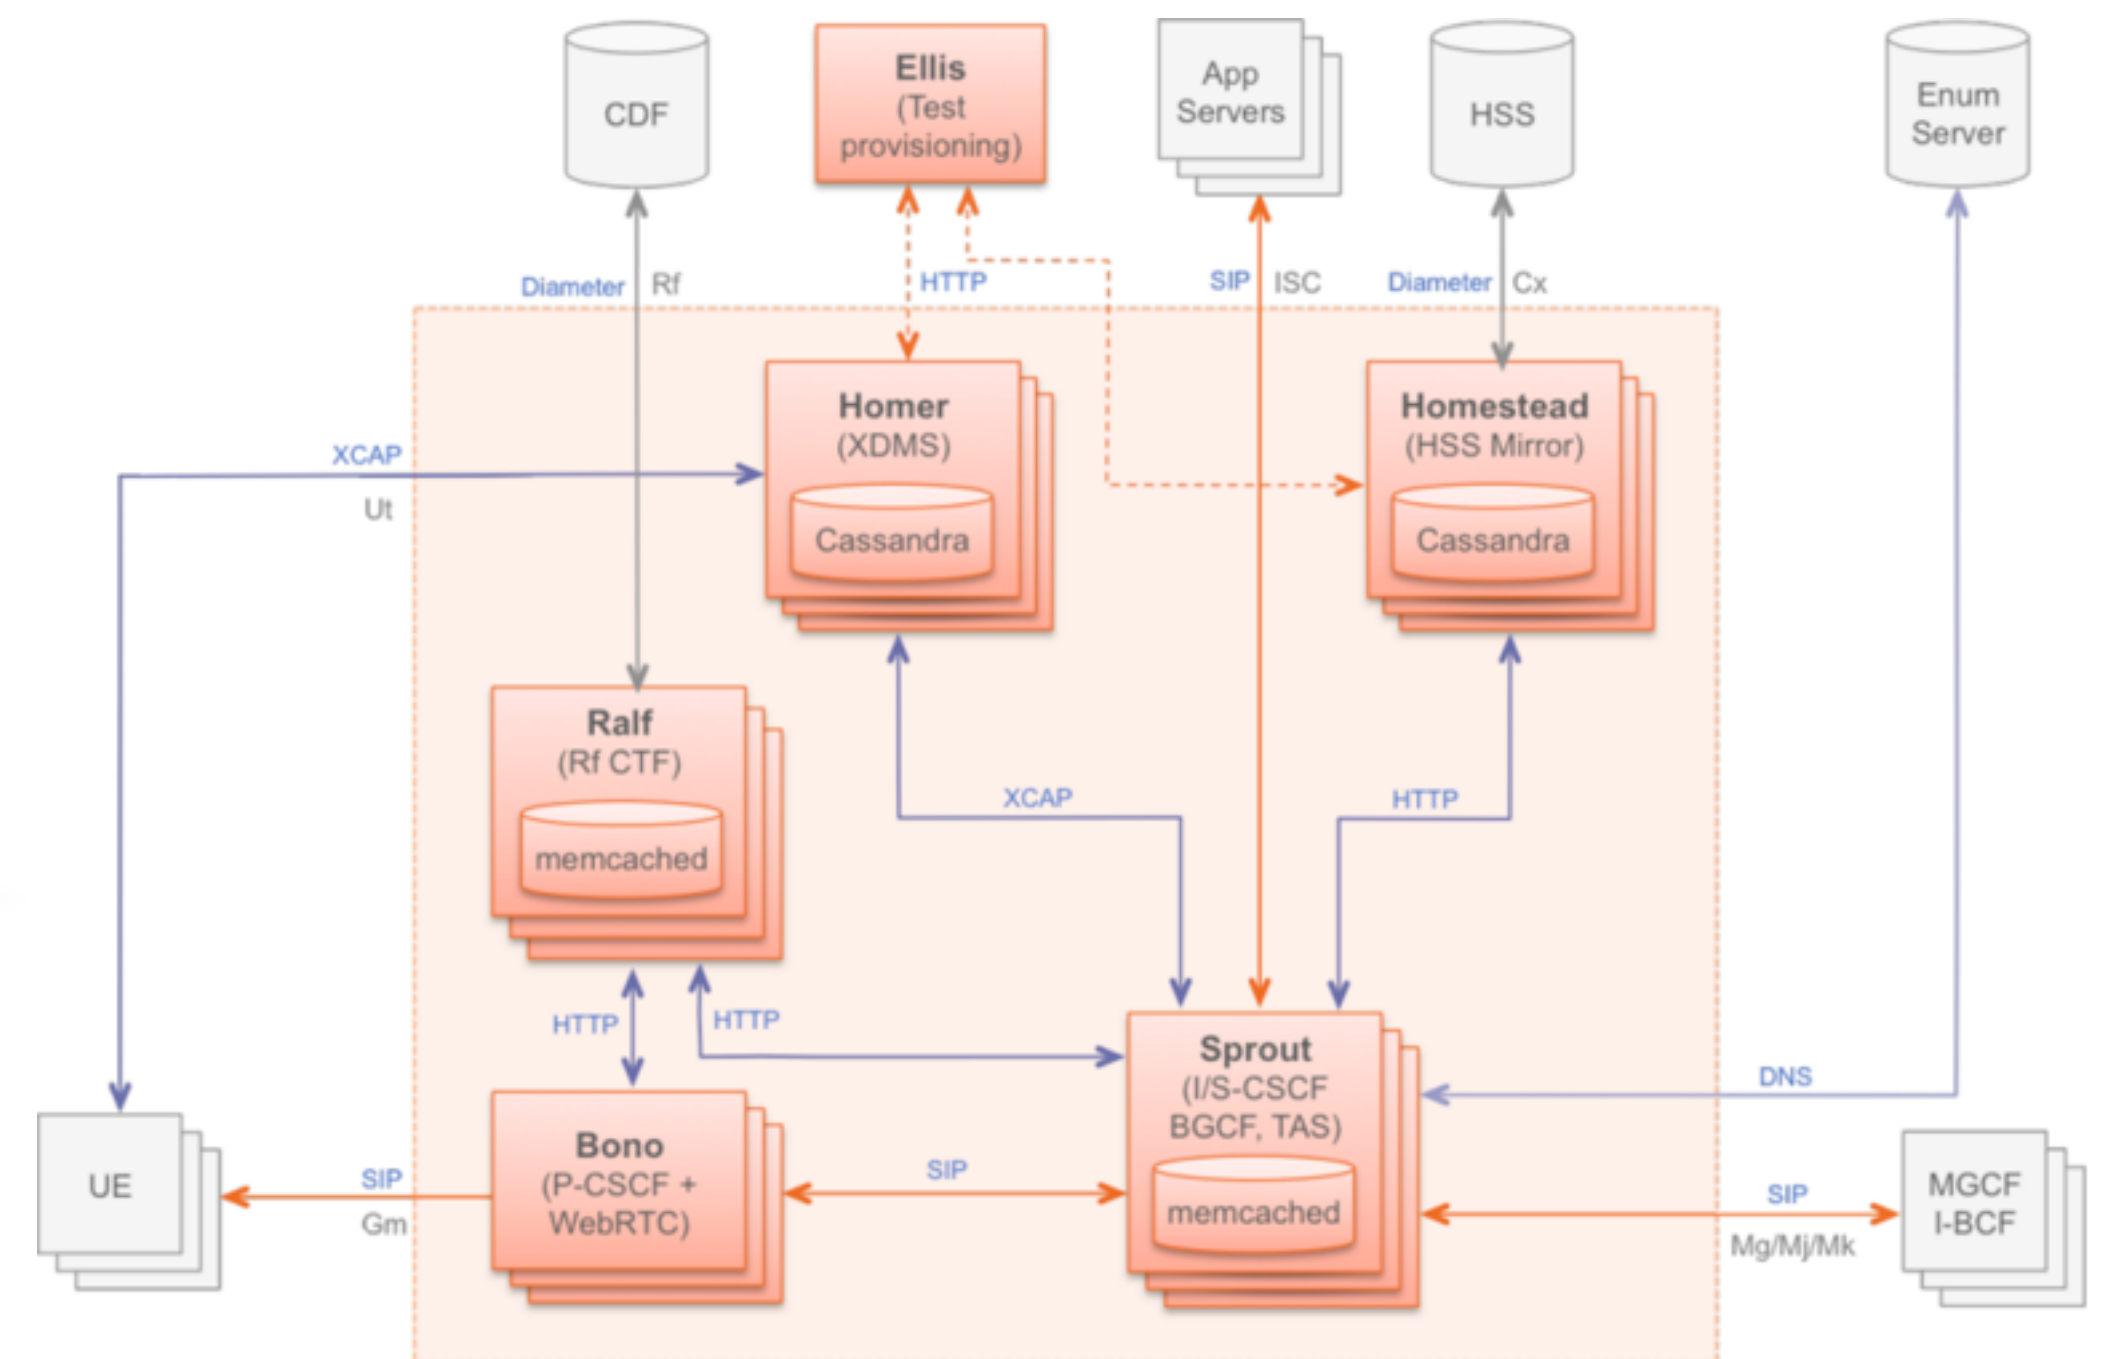 CDF
Ellis
(Test
provisioning)
App
Servers
HSS
Enum
Server
Diameter Rf
HTTP
SIP ISC
Diameter Cx
Homer
(XDMS)
Cassandra
Homestead
(HSS Mirror)
Cassandra
XCAP
Ut
Ralf
(Rf CTF)
memcached
XCAP
HTTP
HTTP
HTTP
Sprout
(I/S-CSCF
BGCF, TAS)
memcached
DNS
Bono
(P-CSCF +
WebRTC)
UE
SIP
Gm
SIP
SIP
Mg/Mj/Mk
MGCF
I-BCF